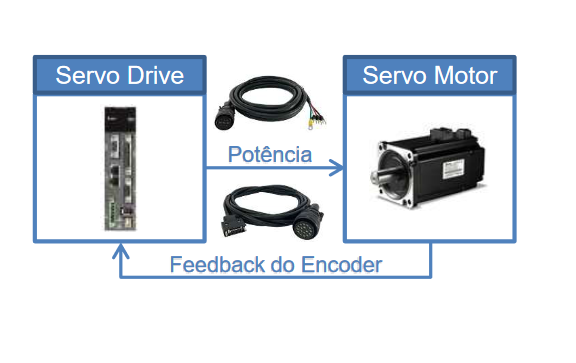 Servo Drive
Servo Motor
Potência
Feedback do Encoder